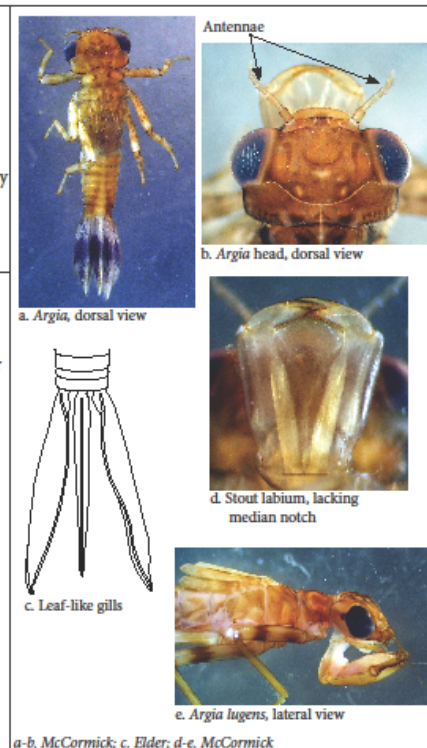 Antennae
y
b. Argia head, dorsal view
a. Argia, dorsal view
d. Stout labium, lacking
median notch
c. Leaf-like gills
e. Argia lugens, lateral view
a-b. McCormick; c. Elder; d-e. McCormick